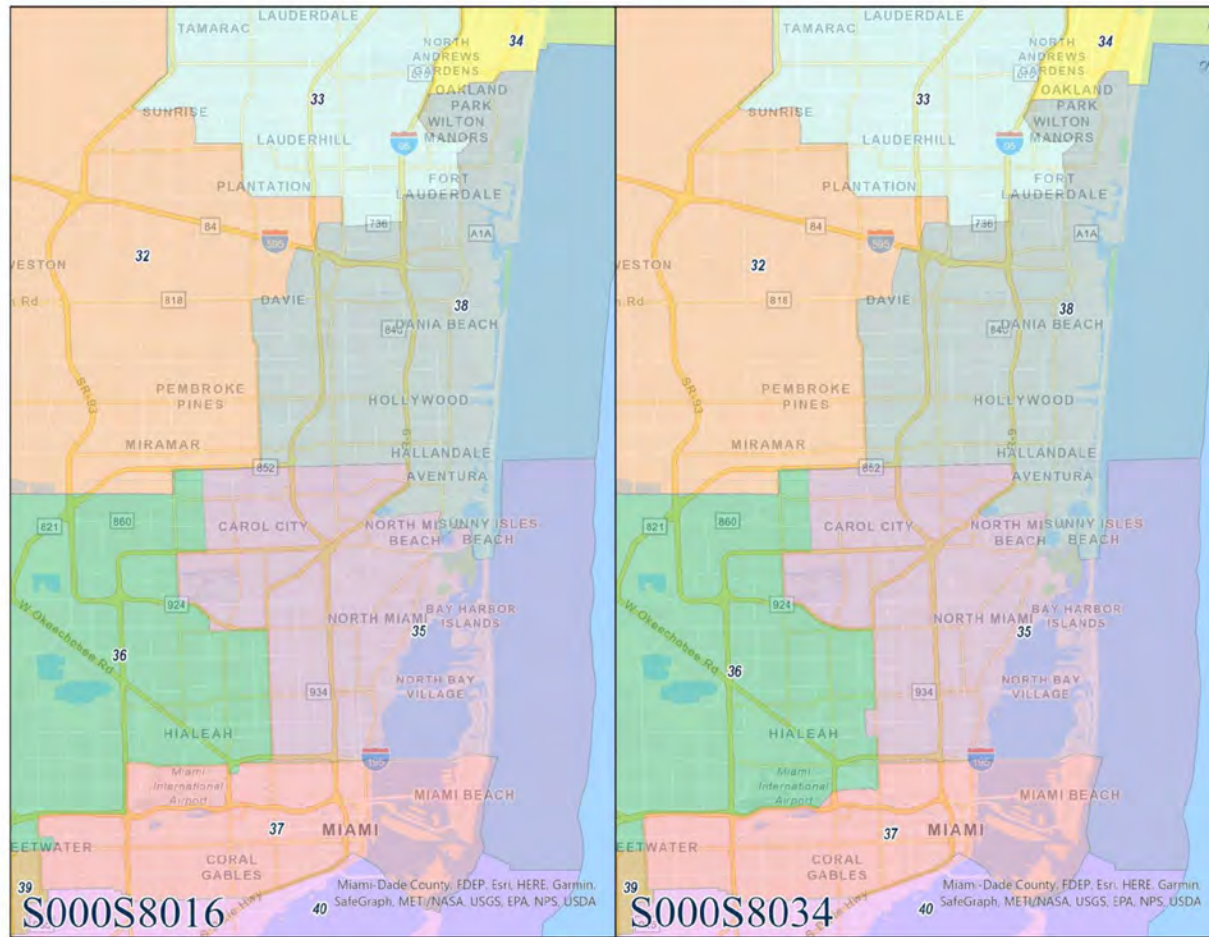 LAUDERDALE
TAMARAC
34
NORTH
ANDREWS
GARDENS
33
OAKLAND
PARK
WILTON
MANORS
SUNRISE
LAUDERHILL
95
PLANTATION
FORT
LAUDERDALE
84
736
A1A
595
32
WESTON
n Rd
818
DAVIE
38
DANIA BEACH
848
SR-93
PEMBROKE
PINES
HOLLYWOOD
MIRAMAR
HALLANDALE
852
AVENTURA
821
860
CAROL CITY
NORTH MI
BEACH
SUNNY ISLES
BEACH
924
W Okeechobee Rd
NORTH MIAMI
BAY HARBOR
ISLANDS
35
36
934
NORTH BAY
VILLAGE
HIALEAH
195
Miami
International
Airport
MIAMI BEACH
37
MIAMI
EETWATER
CORAL
GABLES
39
40
Miami-Dade County, FDEP, Esri, HERE, Garmin,
SafeGraph, METI/NASA, USGS, EPA, NPS, USDA
S000S8016
LAUDERDALE
TAMARAC
34
NORTH
ANDREWS
GARDENS
33
OAKLAND
PARK
WILTON
MANORS
SUNRISE
LAUDERHILL
95
PLANTATION
FORT
LAUDERDALE
84
736
A1A
595
32
WESTON
n Rd
818
DAVIE
38
DANIA BEACH
848
SR-93
PEMBROKE
PINES
HOLLYWOOD
MIRAMAR
HALLANDALE
852
AVENTURA
821
860
CAROL CITY
NORTH MI
BEACH
SUNNY ISLES
BEACH
924
W Okeechobee Rd
NORTH MIAMI
BAY HARBOR
ISLANDS
35
36
934
NORTH BAY
VILLAGE
HIALEAH
195
Miami
International
Airport
MIAMI BEACH
37
MIAMI
EETWATER
CORAL
GABLES
39
40
Miami-Dade County, FDEP, Esri, HERE, Garmin,
SafeGraph, METI/NASA, USGS, EPA, NPS, USDA
S000S8034